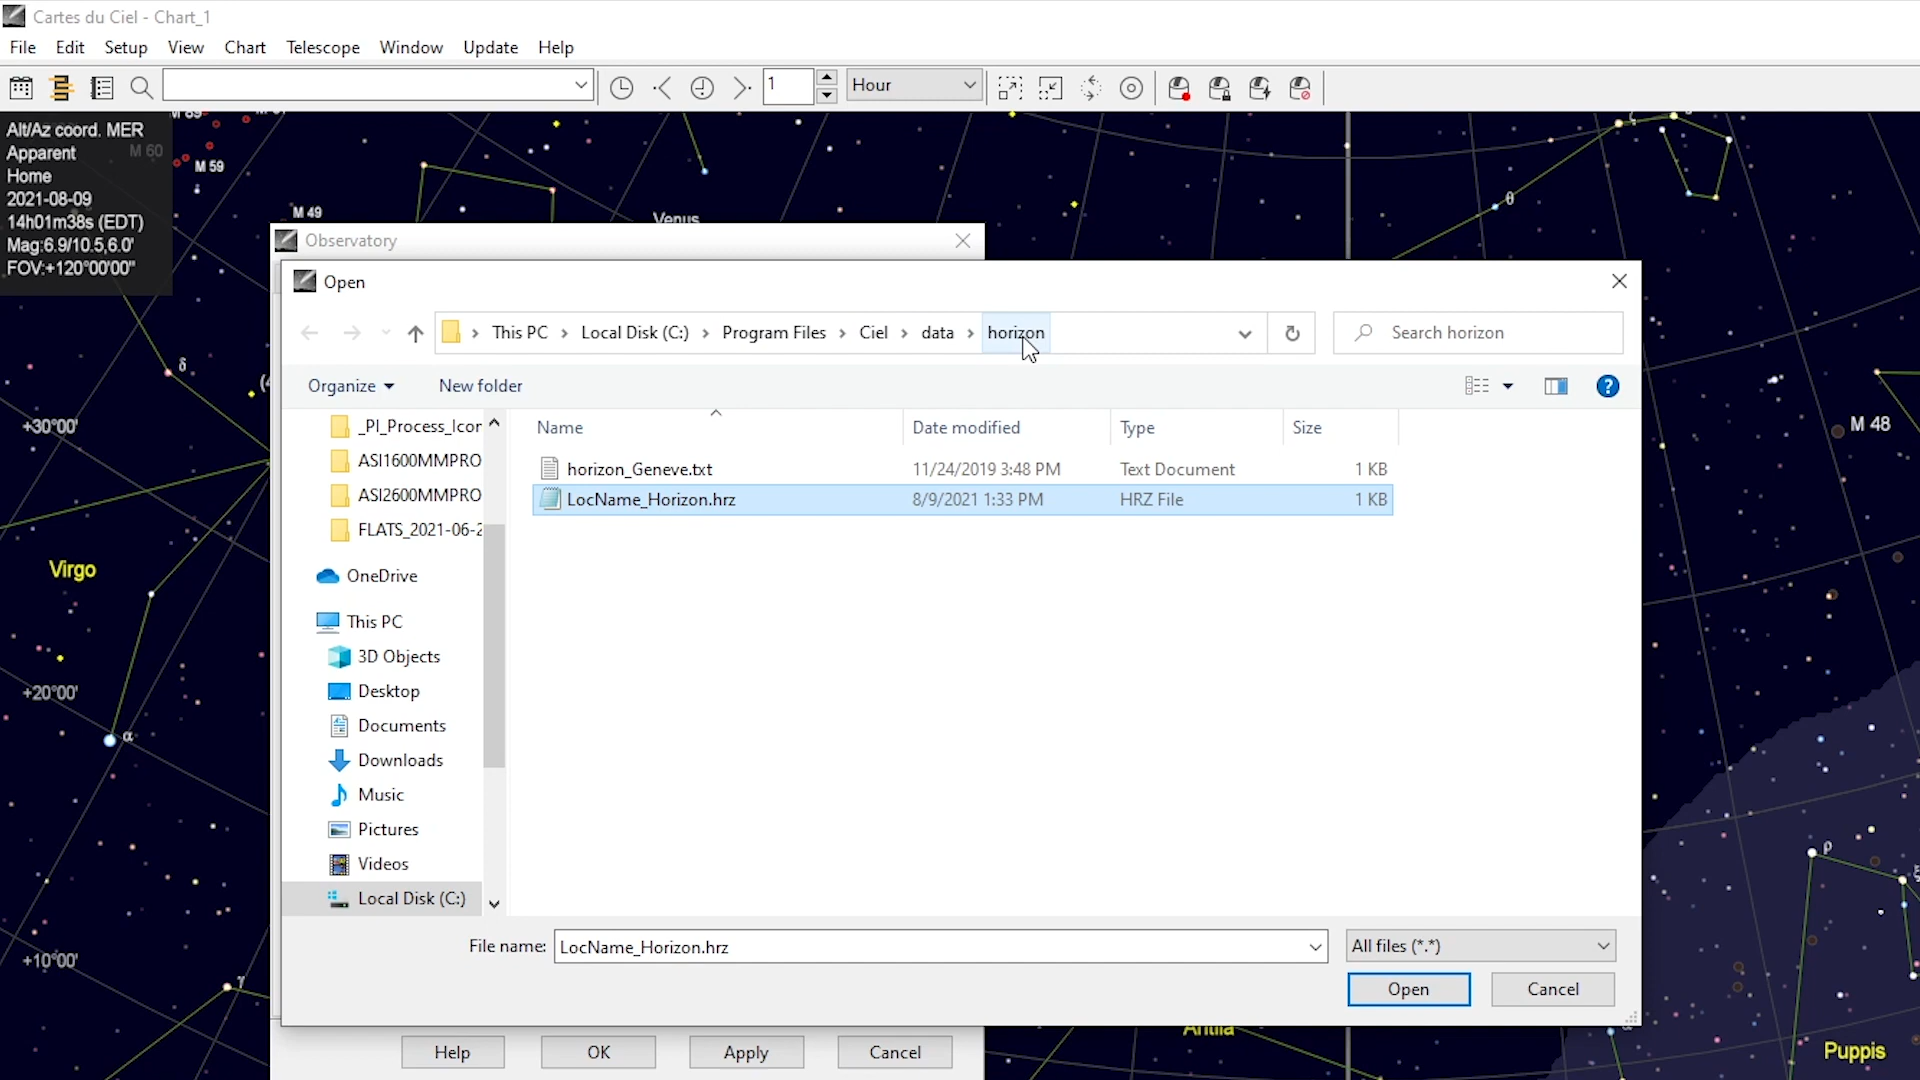 Cartes du Ciel - Chart_1
File Edit Setup View Chart Telescope Window Update Help
1 Hour
Alt/Az coord. MER
Apparent
Home
2021-08-09
14h01m38s (EDT)
Mag:6.9/10.5,6.0'
FOV:+120°00'00"
M 60
M 59
M 49
Venus
θ
δ
Observatory
Open
This PC > Local Disk (C:) > Program Files > Ciel > data > horizon
Search horizon
Organize New folder
?
Name Date modified Type Size
horizon_Geneve.txt 11/24/2019 3:48 PM Text Document 1 KB
LocName_Horizon.hrz 8/9/2021 1:33 PM HRZ File 1 KB
_PI_Process_Icor
ASI1600MMPRO
ASI2600MMPRO
FLATS_2021-06-2
OneDrive
This PC
3D Objects
Desktop
Documents
Downloads
Music
Pictures
Videos
Local Disk (C:)
File name: LocName_Horizon.hrz All files (*.*)
Open Cancel
Help OK Apply Cancel
+30°00'
Virgo
+20°00'
α
+10°00'
γ
M 48
ρ
ξ
Antlia
Puppis